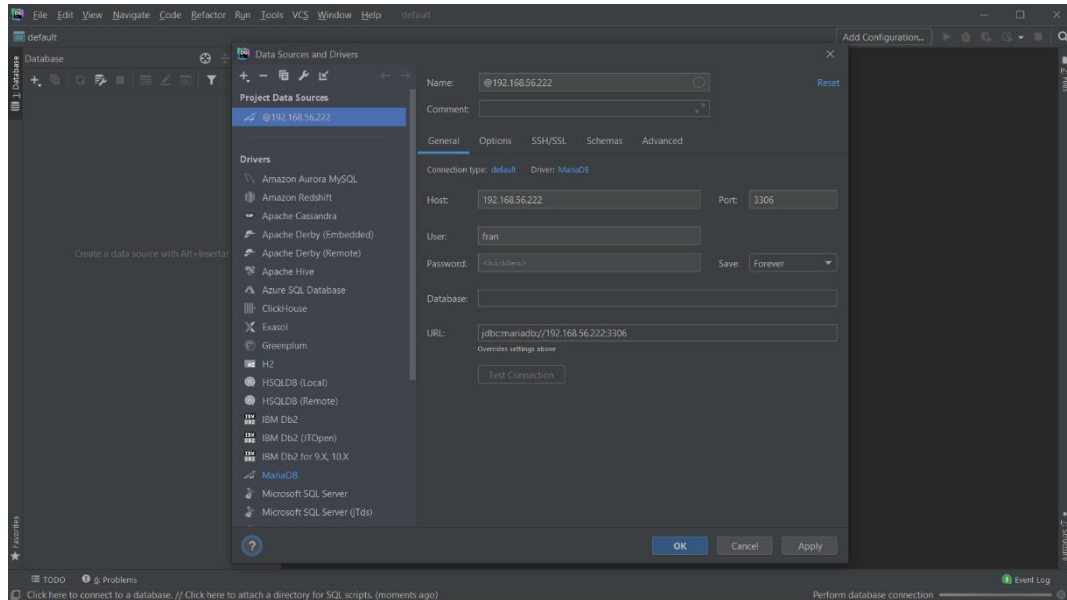 File Edit View Navigate Code Refactor Run Tools VCS Window Help default
default
Add Configuration...
1: Database
Database
Create a data source with Alt+Insertar
Favorites
Data Sources and Drivers
Project Data Sources
@192.168.56.222
Drivers
Amazon Aurora MySQL
Amazon Redshift
Apache Cassandra
Apache Derby (Embedded)
Apache Derby (Remote)
Apache Hive
Azure SQL Database
ClickHouse
Exasol
Greenplum
H2
HSQLDB (Local)
HSQLDB (Remote)
IBM Db2
IBM Db2 (JTOpen)
IBM Db2 for 9.X, 10.X
MariaDB
Microsoft SQL Server
Microsoft SQL Server (jTds)
Name: @192.168.56.222 Reset
Comment:
General Options SSH/SSL Schemas Advanced
Connection type: default Driver: MariaDB
Host: 192.168.56.222 Port: 3306
User: fran
Password: <hidden> Save: Forever
Database:
URL: jdbc:mariadb://192.168.56.222:3306
Overrides settings above
Test Connection
? OK Cancel Apply
TODO 6: Problems Event Log
Click here to connect to a database. // Click here to attach a directory for SQL scripts. (moments ago) Perform database connection